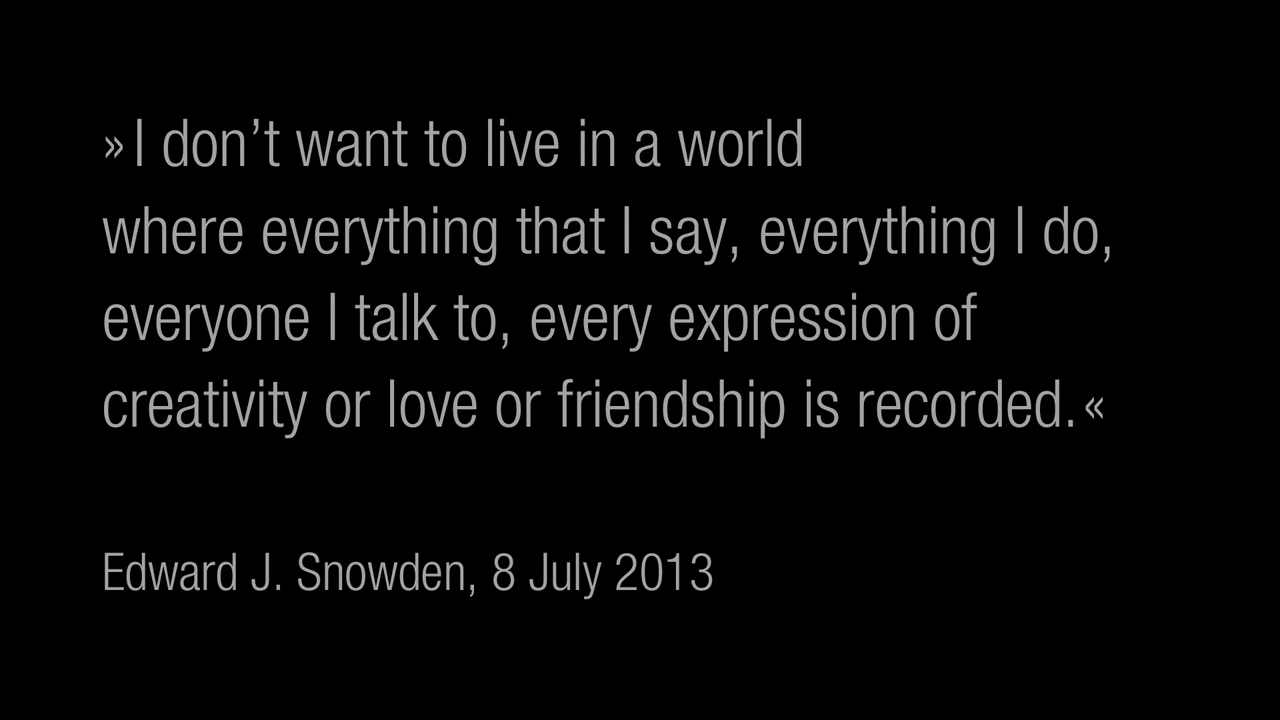 »I don’t want to live in a world
where everything that I say, everything I do,
everyone I talk to, every expression of
creativity or love or friendship is recorded.«
Edward J. Snowden, 8 July 2013